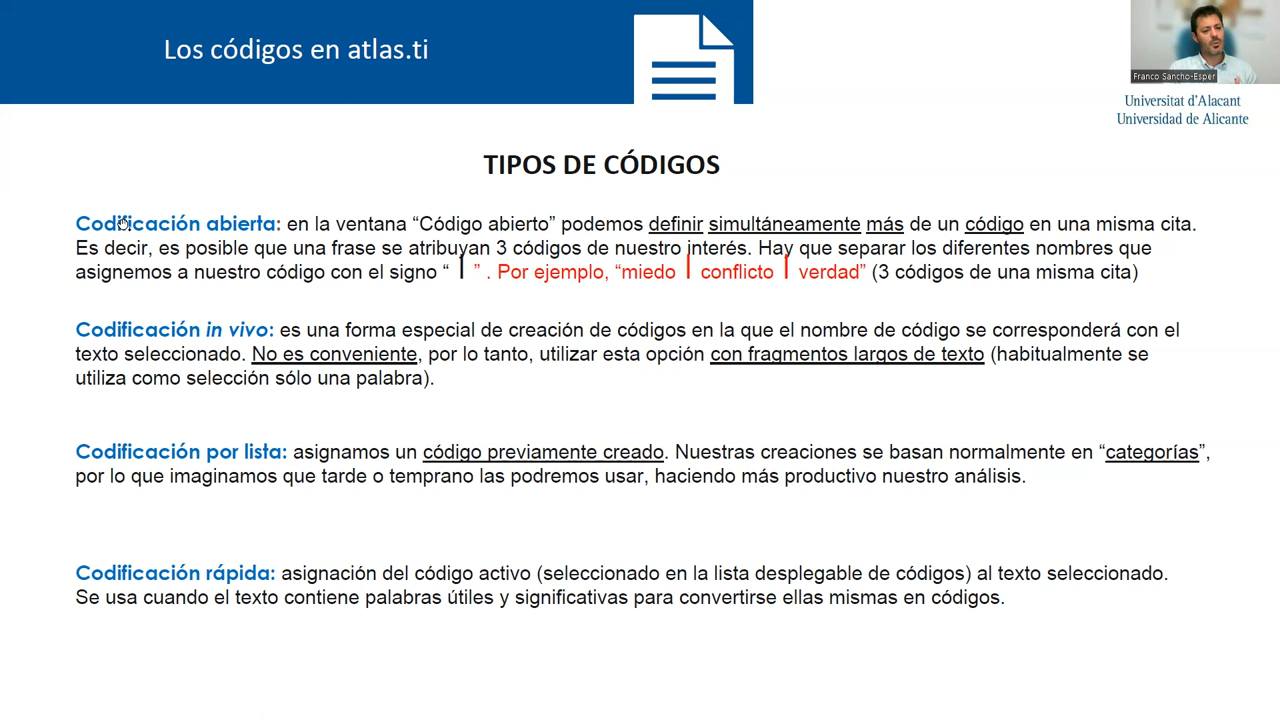 Los códigos en atlas.ti
Franco Sancho-Esper
Universitat d'Alacant
Universidad de Alicante
TIPOS DE CÓDIGOS
Codificación abierta: en la ventana “Código abierto” podemos definir simultáneamente más de un código en una misma cita.
Es decir, es posible que una frase se atribuyan 3 códigos de nuestro interés. Hay que separar los diferentes nombres que
asignemos a nuestro código con el signo “ | ” . Por ejemplo, “miedo | conflicto | verdad” (3 códigos de una misma cita)
Codificación in vivo: es una forma especial de creación de códigos en la que el nombre de código se corresponderá con el
texto seleccionado. No es conveniente, por lo tanto, utilizar esta opción con fragmentos largos de texto (habitualmente se
utiliza como selección sólo una palabra).
Codificación por lista: asignamos un código previamente creado. Nuestras creaciones se basan normalmente en “categorías”,
por lo que imaginamos que tarde o temprano las podremos usar, haciendo más productivo nuestro análisis.
Codificación rápida: asignación del código activo (seleccionado en la lista desplegable de códigos) al texto seleccionado.
Se usa cuando el texto contiene palabras útiles y significativas para convertirse ellas mismas en códigos.